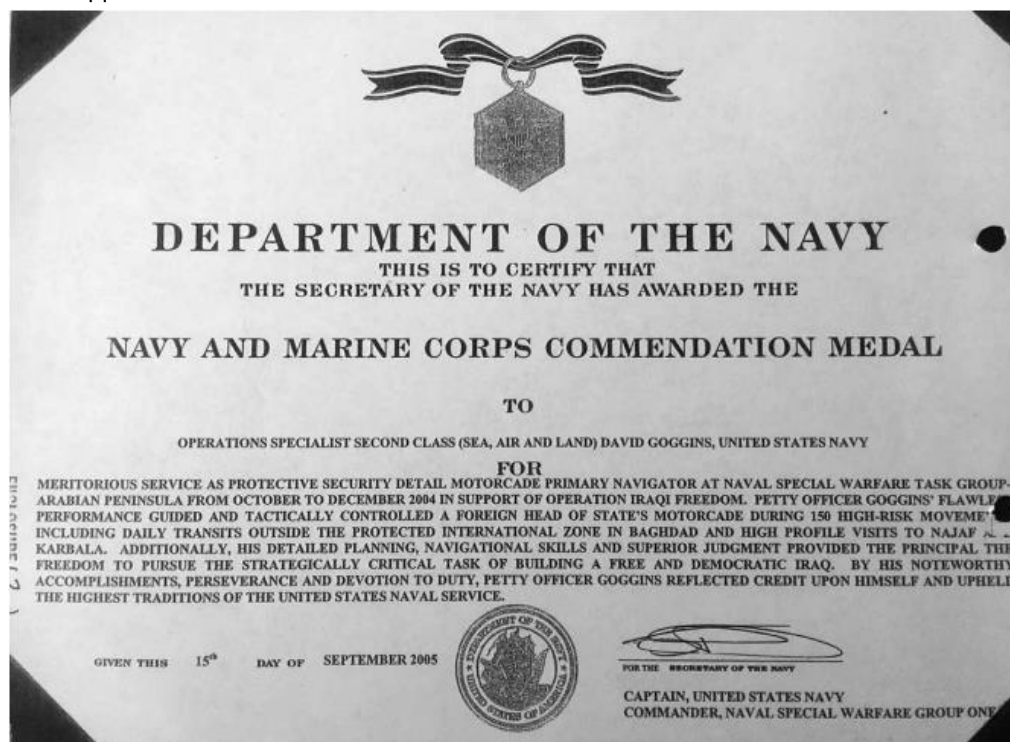 DEPARTMENT OF THE NAVY
THIS IS TO CERTIFY THAT
THE SECRETARY OF THE NAVY HAS AWARDED THE
NAVY AND MARINE CORPS COMMENDATION MEDAL
TO
OPERATIONS SPECIALIST SECOND CLASS (SEA, AIR AND LAND) DAVID GOGGINS, UNITED STATES NAVY
FOR
MERITORIOUS SERVICE AS PROTECTIVE SECURITY DETAIL MOTORCADE PRIMARY NAVIGATOR AT NAVAL SPECIAL WARFARE TASK GROUP-
ARABIAN PENINSULA FROM OCTOBER TO DECEMBER 2004 IN SUPPORT OF OPERATION IRAQI FREEDOM. PETTY OFFICER GOGGINS' FLAWLE
PERFORMANCE GUIDED AND TACTICALLY CONTROLLED A FOREIGN HEAD OF STATE'S MOTORCADE DURING 150 HIGH-RISK MOVEME
INCLUDING DAILY TRANSITS OUTSIDE THE PROTECTED INTERNATIONAL ZONE IN BAGHDAD AND HIGH PROFILE VISITS TO NAJAF
KARBALA. ADDITIONALLY, HIS DETAILED PLANNING, NAVIGATIONAL SKILLS AND SUPERIOR JUDGMENT PROVIDED THE PRINCIPAL THE
FREEDOM TO PURSUE THE STRATEGICALLY CRITICAL TASK OF BUILDING A FREE AND DEMOCRATIC IRAQ. BY HIS NOTEWORTHY
ACCOMPLISHMENTS, PERSEVERANCE AND DEVOTION TO DUTY, PETTY OFFICER GOGGINS REFLECTED CREDIT UPON HIMSELF AND UPHELD
THE HIGHEST TRADITIONS OF THE UNITED STATES NAVAL SERVICE.
GIVEN THIS 15th DAY OF SEPTEMBER 2005
DEPARTMENT OF THE NAVY
UNITED STATES OF AMERICA
FOR THE SECRETARY OF THE NAVY
CAPTAIN, UNITED STATES NAVY
COMMANDER, NAVAL SPECIAL WARFARE GROUP ONE